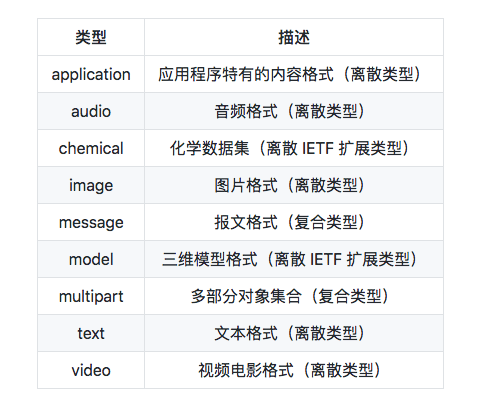 类型 描述
application 应用程序特有的内容格式（离散类型）
audio 音频格式（离散类型）
chemical 化学数据集（离散 IETF 扩展类型）
image 图片格式（离散类型）
message 报文格式（复合类型）
model 三维模型格式（离散 IETF 扩展类型）
multipart 多部分对象集合（复合类型）
text 文本格式（离散类型）
video 视频电影格式（离散类型）